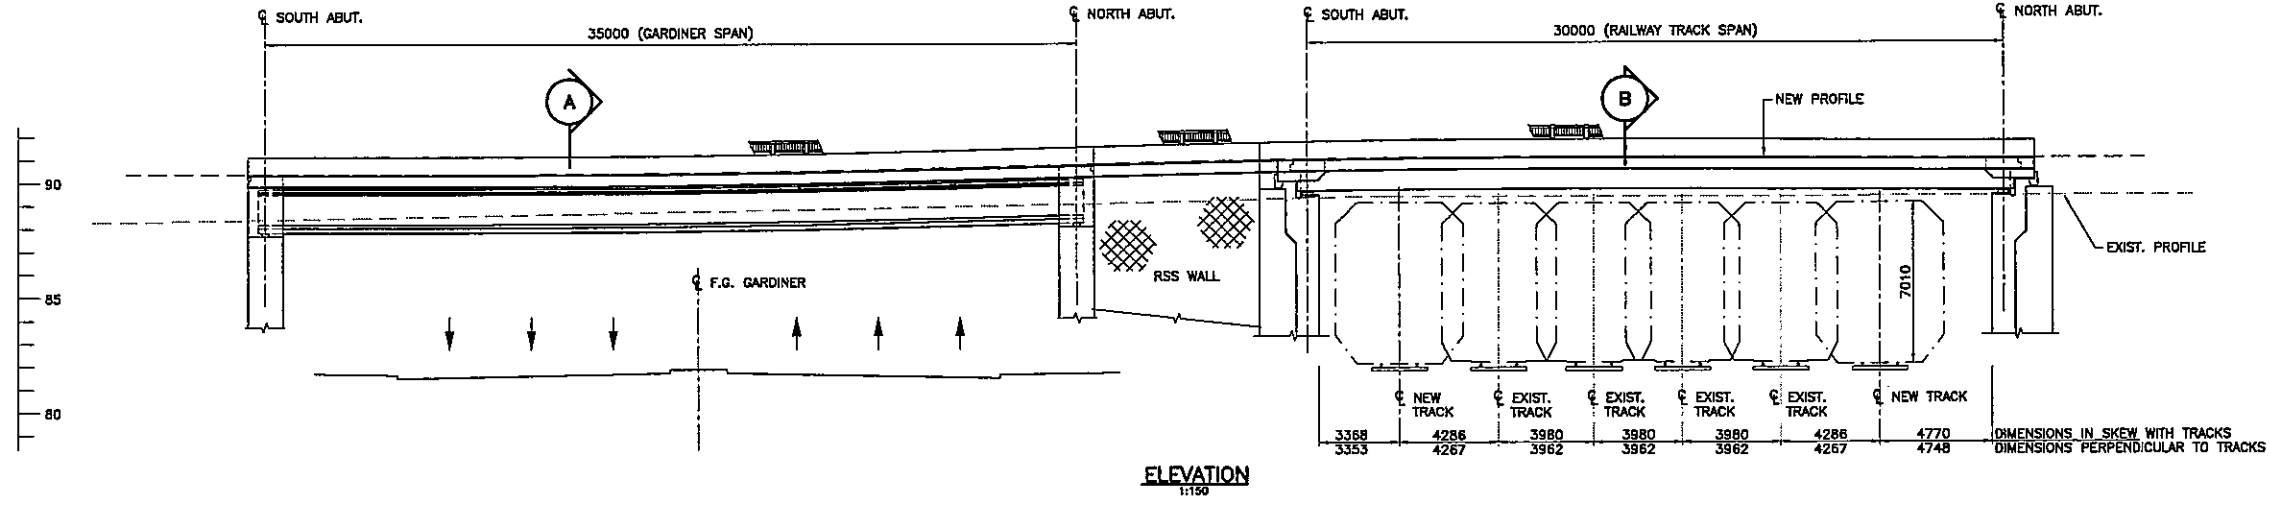 ℄ SOUTH ABUT.
℄ NORTH ABUT.
℄ SOUTH ABUT.
℄ NORTH ABUT.
35000 (GARDINER SPAN)
30000 (RAILWAY TRACK SPAN)
A
B
NEW PROFILE
90
85
80
EXIST. PROFILE
RSS WALL
℄ F.G. GARDINER
7010
℄ NEW
TRACK
℄ EXIST.
TRACK
℄ EXIST.
TRACK
℄ EXIST.
TRACK
℄ EXIST.
TRACK
℄ NEW TRACK
3368 4286 3980 3980 3980 4286 4770 DIMENSIONS IN SKEW WITH TRACKS
3353 4267 3962 3962 3962 4267 4748 DIMENSIONS PERPENDICULAR TO TRACKS
ELEVATION
1:150